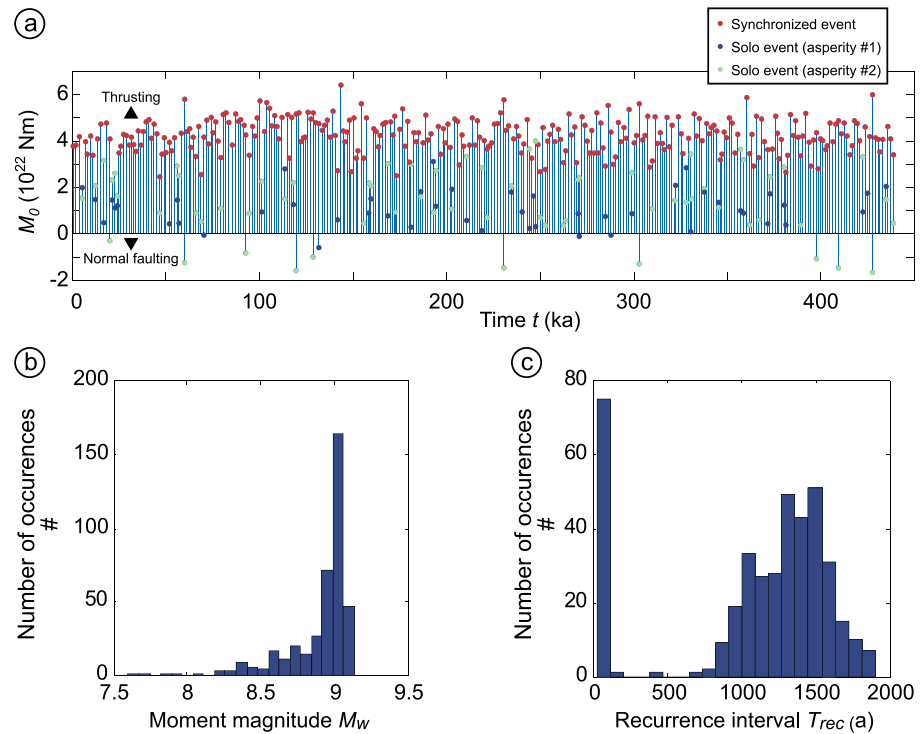 a
Synchronized event
Solo event (asperity #1)
Solo event (asperity #2)
6
4
2
0
-2
M0 (10^22 Nm)
Thrusting
Normal faulting
0
100
200
300
400
Time t (ka)
b
200
150
100
50
0
Number of occurences
#
7.5
8
8.5
9
9.5
Moment magnitude Mw
c
80
60
40
20
0
Number of occurences
#
0
500
1000
1500
2000
Recurrence interval Trec (a)